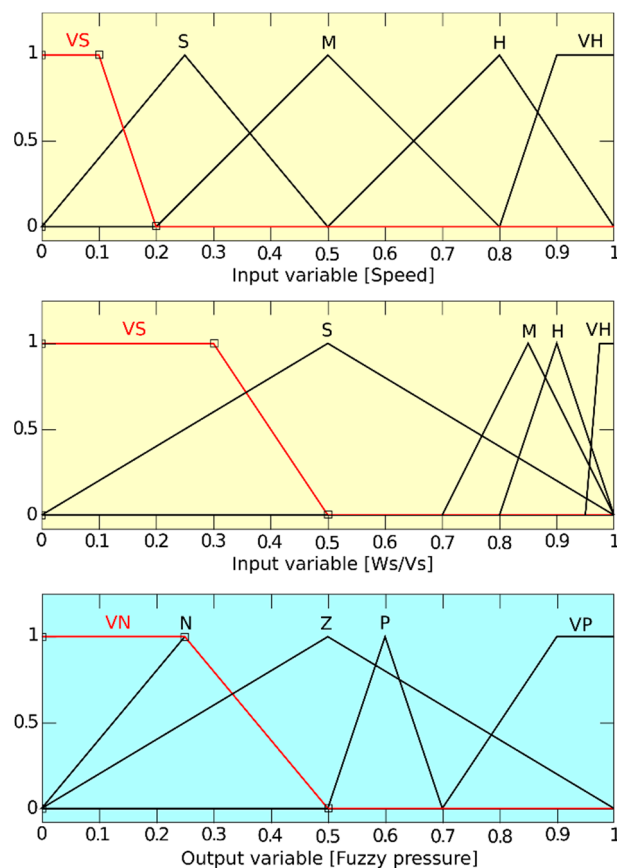 VS S M H VH
1
0.5
0
0 0.1 0.2 0.3 0.4 0.5 0.6 0.7 0.8 0.9 1
Input variable [Speed]
VS S M H VH
1
0.5
0
0 0.1 0.2 0.3 0.4 0.5 0.6 0.7 0.8 0.9 1
Input variable [Ws/Vs]
VN N Z P VP
1
0.5
0
0 0.1 0.2 0.3 0.4 0.5 0.6 0.7 0.8 0.9 1
Output variable [Fuzzy pressure]